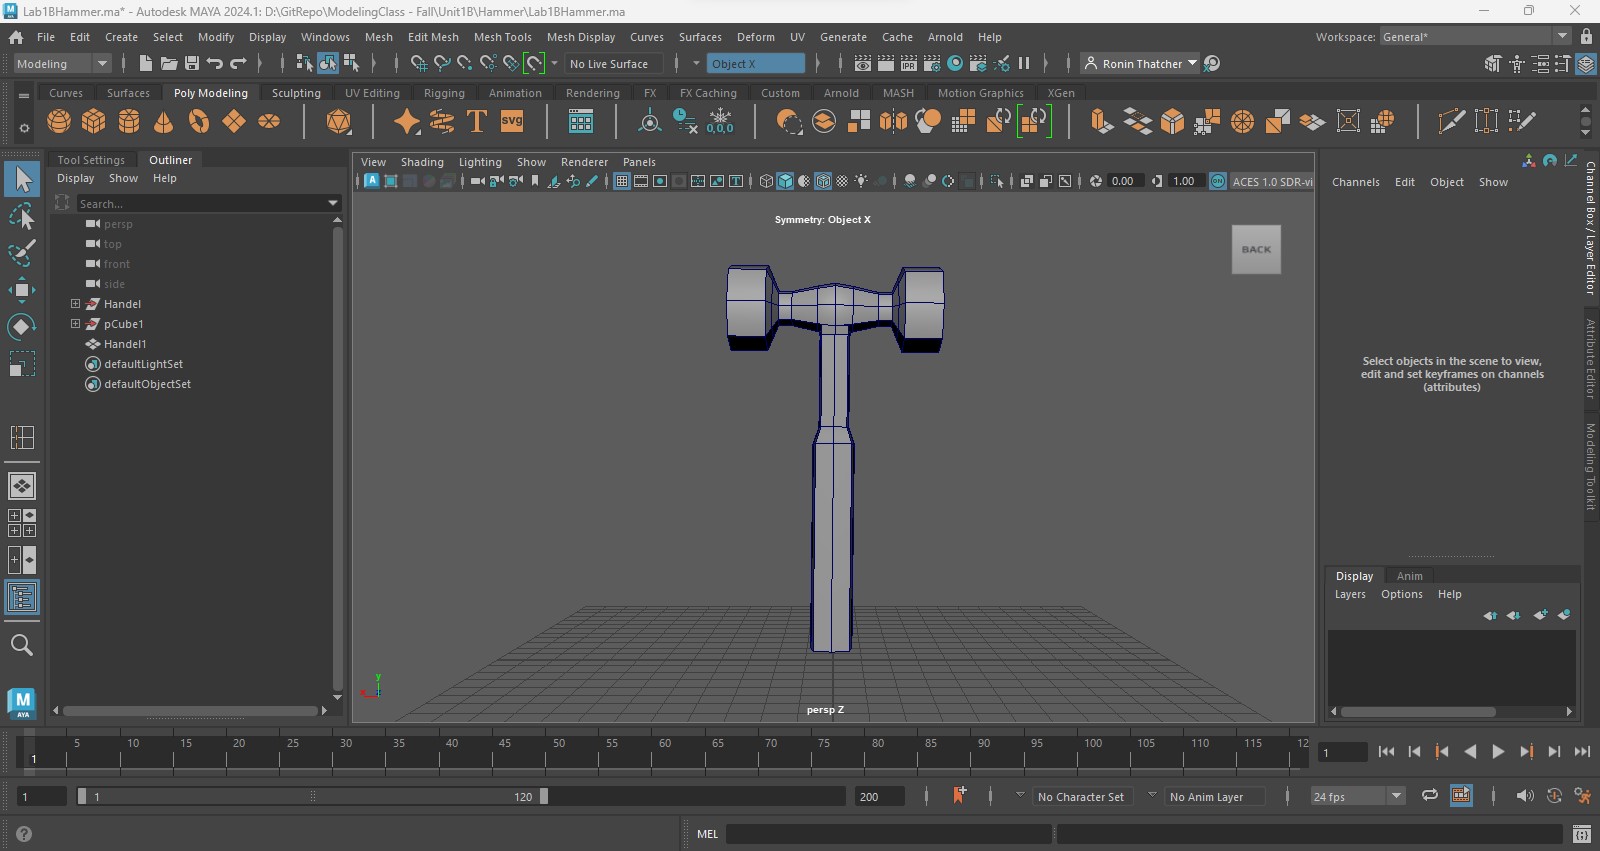 Lab1BHammer.ma* - Autodesk MAYA 2024.1: D:\GitRepo\ModelingClass - Fall\Unit1B\Hammer\Lab1BHammer.ma
File Edit Create Select Modify Display Windows Mesh Edit Mesh Mesh Tools Mesh Display Curves Surfaces Deform UV Generate Cache Arnold Help Workspace: General*
Modeling No Live Surface Object X IPR Ronin Thatcher
Curves Surfaces Poly Modeling Sculpting UV Editing Rigging Animation Rendering FX FX Caching Custom Arnold MASH Motion Graphics XGen
T SVG 0,0,0
Tool Settings Outliner
Display Show Help
Search...
persp
top
front
side
Handel
pCube1
Handel1
defaultLightSet
defaultObjectSet
View Shading Lighting Show Renderer Panels
0.00 1.00 ON ACES 1.0 SDR-vi
Symmetry: Object X
BACK
y
x
persp Z
Channels Edit Object Show
Select objects in the scene to view,
edit and set keyframes on channels
(attributes)
Channel Box / Layer Editor
Attribute Editor
Modeling Toolkit
Display Anim
Layers Options Help
M
AYA
5 10 15 20 25 30 35 40 45 50 55 60 65 70 75 80 85 90 95 100 105 110 115 12
1
1
1 1 120 200 No Character Set No Anim Layer 24 fps
MEL